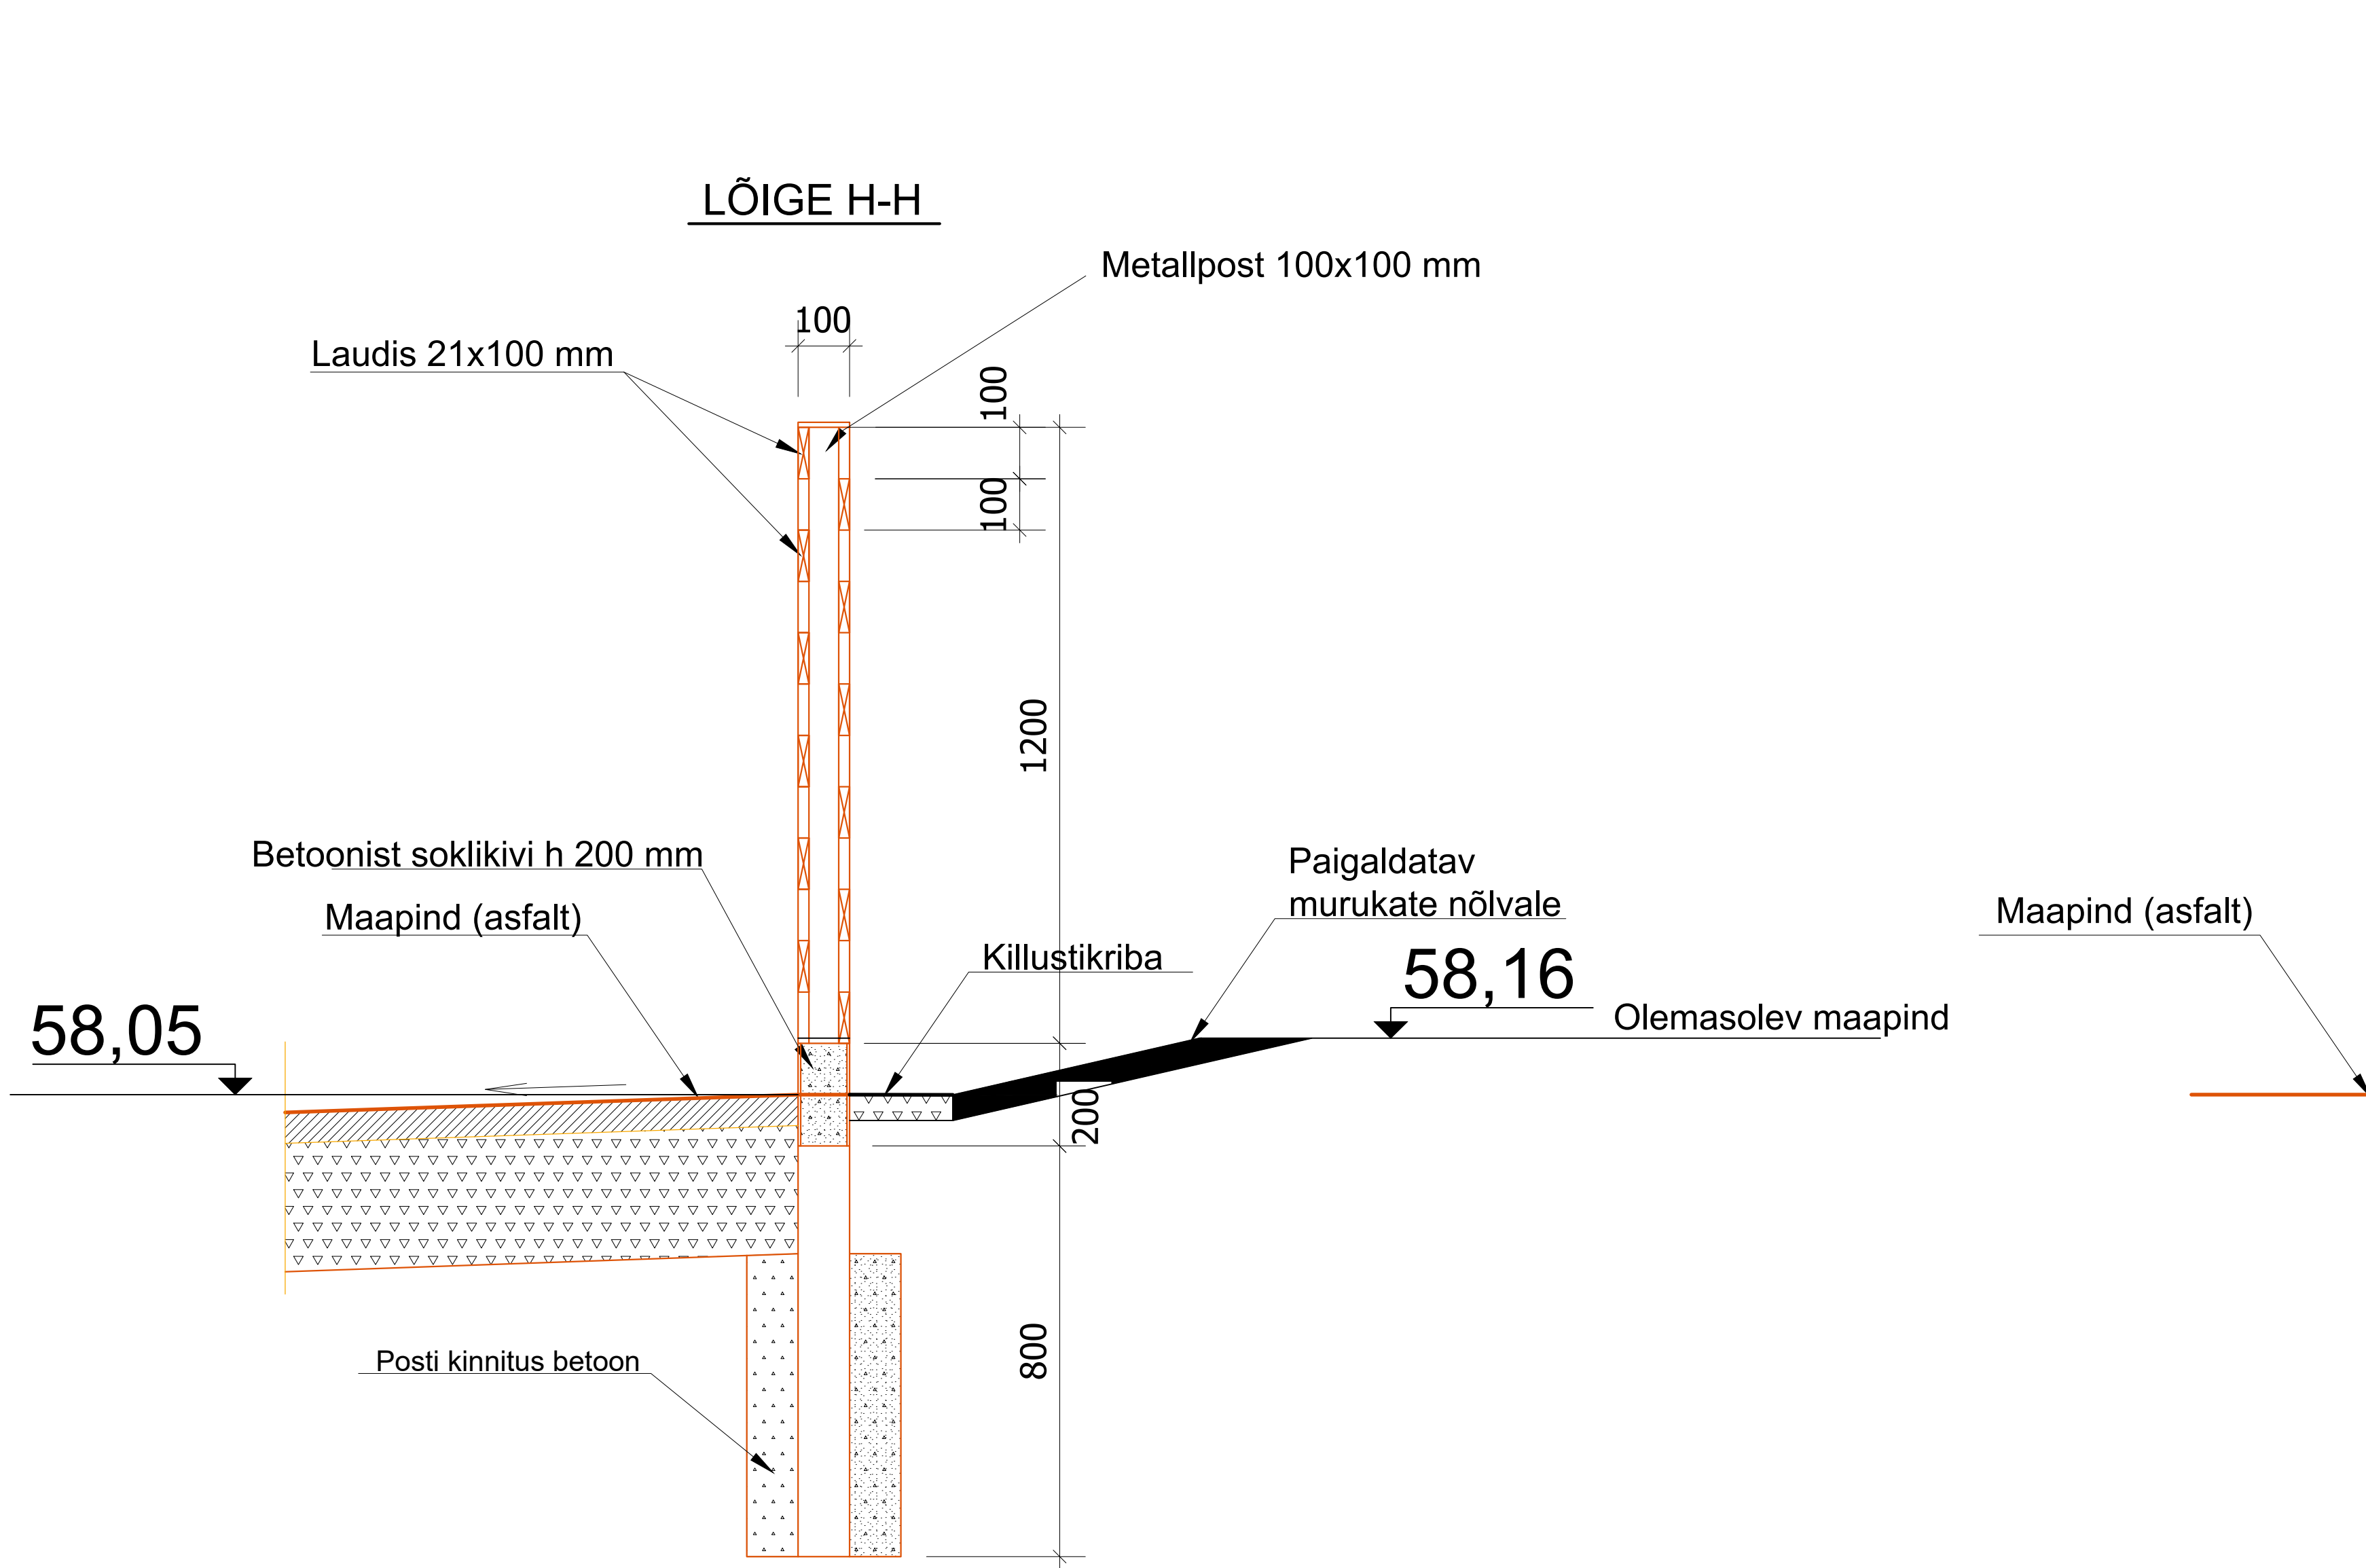 LÕIGE H-H
Metallpost 100x100 mm
100
Laudis 21x100 mm
100
100
1200
Betoonist soklikivi h 200 mm
Paigaldatav
murukate nõlvale
Maapind (asfalt)
Maapind (asfalt)
Killustikriba
58,16
Olemasolev maapind
58,05
200
800
Posti kinnitus betoon